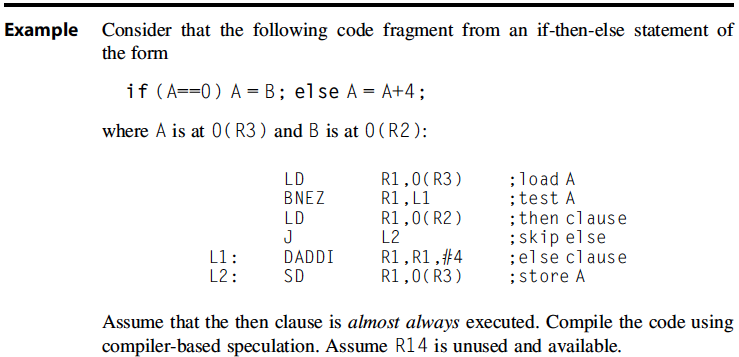 Example Consider that the following code fragment from an if-then-else statement of
the form
if (A==0) A = B; else A = A+4;
where A is at 0(R3) and B is at 0(R2):
LD R1,0(R3) ;load A
BNEZ R1,L1 ;test A
LD R1,0(R2) ;then clause
J L2 ;skip else
L1: DADDI R1,R1,#4 ;else clause
L2: SD R1,0(R3) ;store A
Assume that the then clause is almost always executed. Compile the code using
compiler-based speculation. Assume R14 is unused and available.